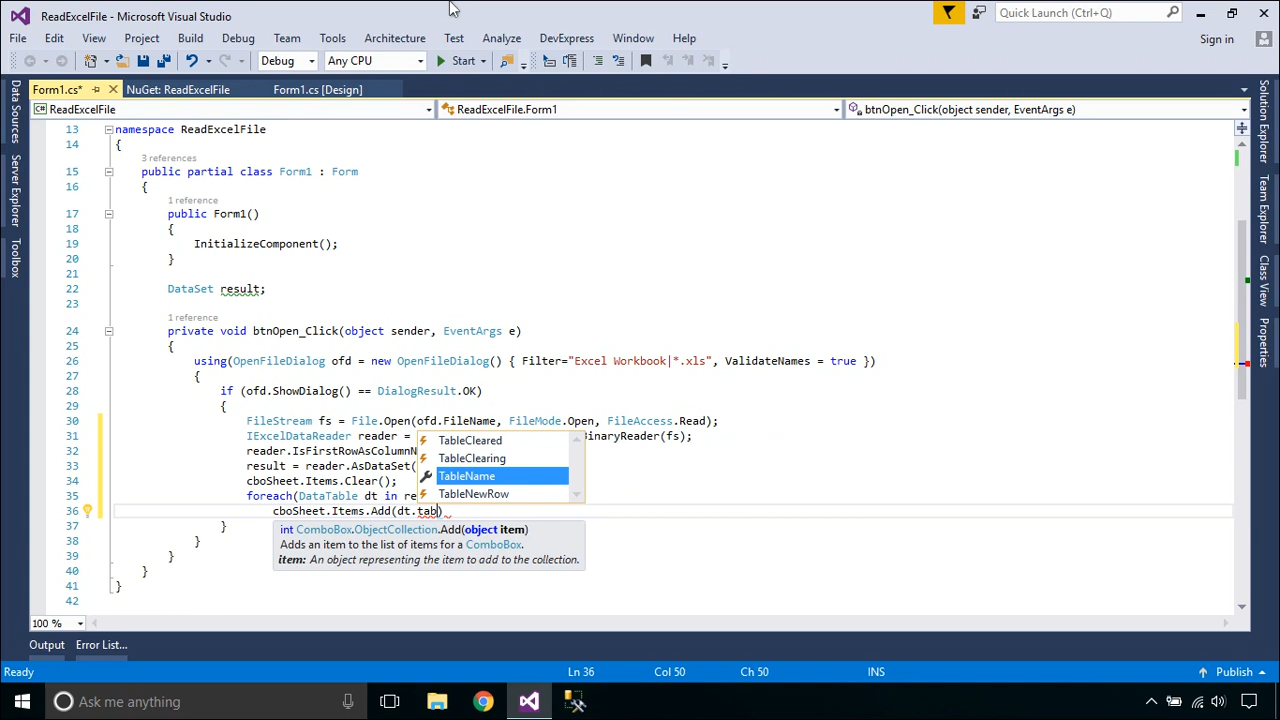 ReadExcelFile - Microsoft Visual Studio
Quick Launch (Ctrl+Q)
File Edit View Project Build Debug Team Tools Architecture Test Analyze DevExpress Window Help
Sign in
Debug Any CPU Start
Form1.cs* NuGet: ReadExcelFile Form1.cs [Design]
ReadExcelFile ReadExcelFile.Form1 btnOpen_Click(object sender, EventArgs e)
Data Sources
Server Explorer
Toolbox
Solution Explorer
Team Explorer
Class View
Properties
13 namespace ReadExcelFile
14 {
3 references
15 public partial class Form1 : Form
16 {
1 reference
17 public Form1()
18 {
19 InitializeComponent();
20 }
21
22 DataSet result;
23
1 reference
24 private void btnOpen_Click(object sender, EventArgs e)
25 {
26 using(OpenFileDialog ofd = new OpenFileDialog() { Filter="Excel Workbook|*.xls", ValidateNames = true })
27 {
28 if (ofd.ShowDialog() == DialogResult.OK)
29 {
30 FileStream fs = File.Open(ofd.FileName, FileMode.Open, FileAccess.Read);
31 IExcelDataReader reader = BinaryReader(fs);
32 reader.IsFirstRowAsColumnN
33 result = reader.AsDataSet(
34 cboSheet.Items.Clear();
35 foreach(DataTable dt in re
36 cboSheet.Items.Add(dt.tab)
37 }
38 }
39 }
40 }
41 }
42
TableCleared
TableClearing
TableName
TableNewRow
int ComboBox.ObjectCollection.Add(object item)
Adds an item to the list of items for a ComboBox.
item: An object representing the item to add to the collection.
100 %
Output Error List...
Ready Ln 36 Col 50 Ch 50 INS Publish
Ask me anything